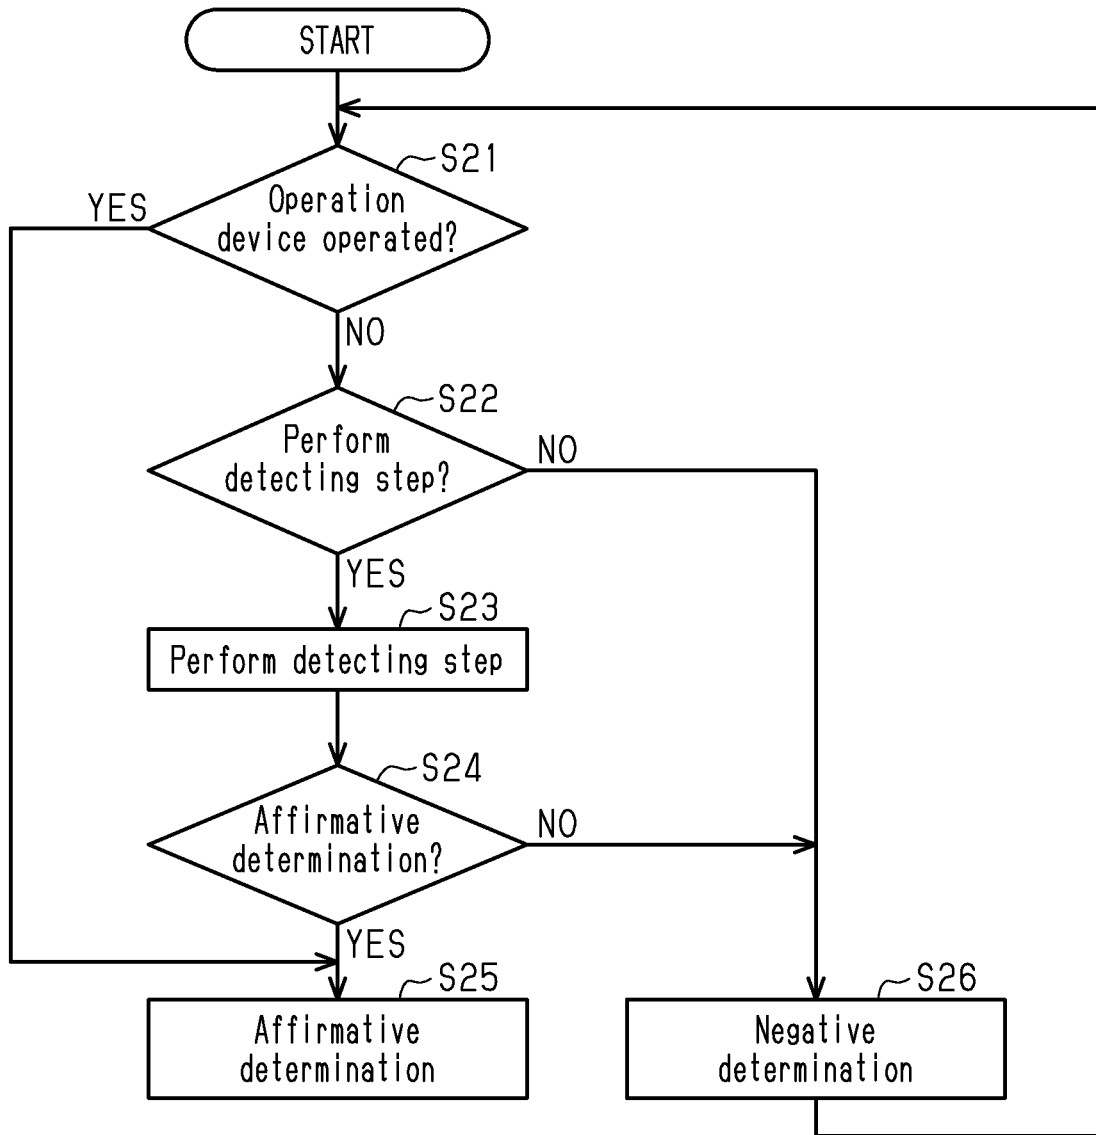 START
S21
YES
Operation
device operated?
NO
S22
Perform
detecting step?
NO
YES
S23
Perform detecting step
S24
Affirmative
determination?
NO
YES
S25
Affirmative
determination
S26
Negative
determination